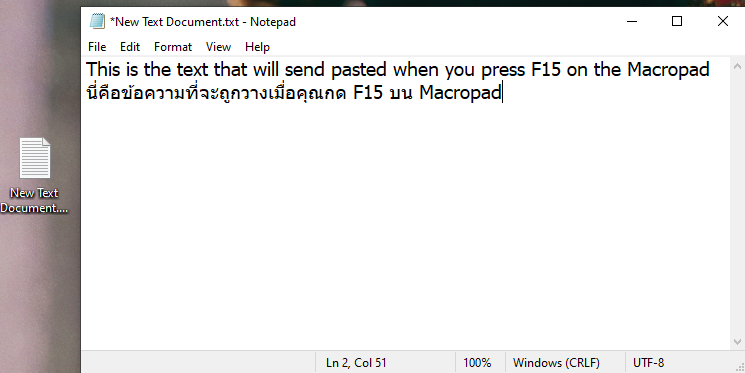 *New Text Document.txt - Notepad
File Edit Format View Help
This is the text that will send pasted when you press F15 on the Macropad
นี่คือข้อความที่จะถูกวางเมื่อคุณกด F15 บน Macropad
New Text
Document....
Ln 2, Col 51 100% Windows (CRLF) UTF-8